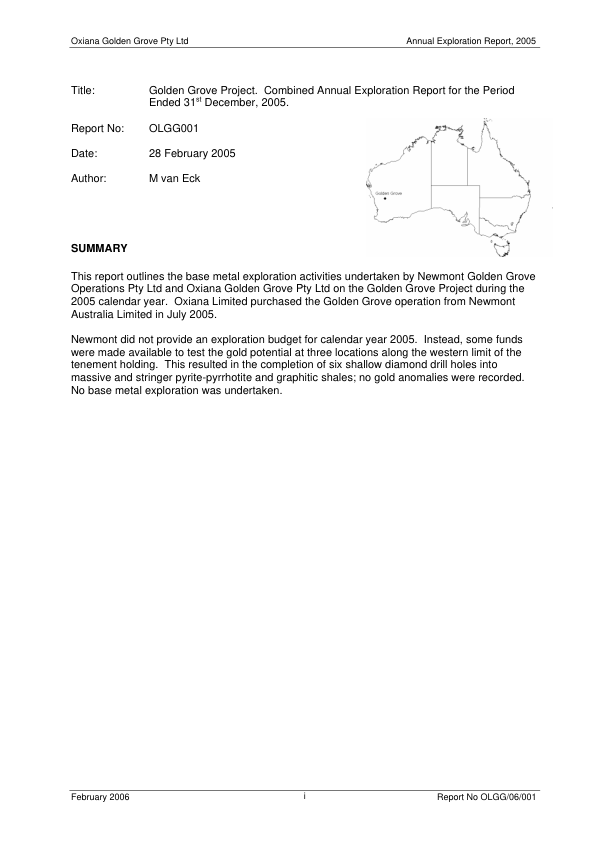 Oxiana Golden Grove Pty Ltd Annual Exploration Report, 2005
Title: Golden Grove Project. Combined Annual Exploration Report for the Period
Ended 31st December, 2005.
Report No: OLGG001
Date: 28 February 2005
Author: M van Eck
Golden Grove
SUMMARY
This report outlines the base metal exploration activities undertaken by Newmont Golden Grove
Operations Pty Ltd and Oxiana Golden Grove Pty Ltd on the Golden Grove Project during the
2005 calendar year. Oxiana Limited purchased the Golden Grove operation from Newmont
Australia Limited in July 2005.
Newmont did not provide an exploration budget for calendar year 2005. Instead, some funds
were made available to test the gold potential at three locations along the western limit of the
tenement holding. This resulted in the completion of six shallow diamond drill holes into
massive and stringer pyrite-pyrrhotite and graphitic shales; no gold anomalies were recorded.
No base metal exploration was undertaken.
February 2006 i Report No OLGG/06/001